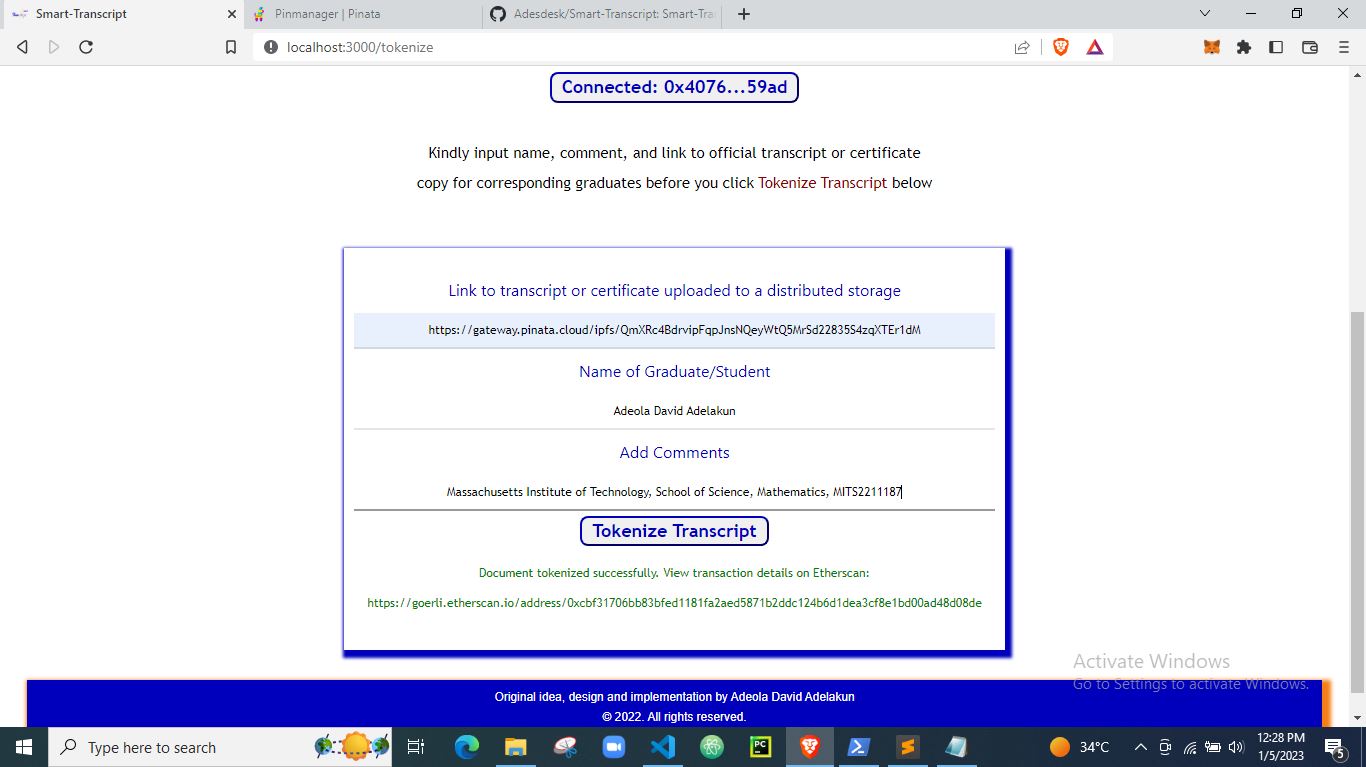 Smart-Transcript
Pinmanager | Pinata
Adesdesk/Smart-Transcript: Smart-Tra
localhost:3000/tokenize
Connected: 0x4076...59ad
Kindly input name, comment, and link to official transcript or certificate
copy for corresponding graduates before you click Tokenize Transcript below
Link to transcript or certificate uploaded to a distributed storage
https://gateway.pinata.cloud/ipfs/QmXRc4BdrvipFqpJnsNQeyWtQ5MrSd22835S4zqXTEr1dM
Name of Graduate/Student
Adeola David Adelakun
Add Comments
Massachusetts Institute of Technology, School of Science, Mathematics, MITS2211187
Tokenize Transcript
Document tokenized successfully. View transaction details on Etherscan:
https://goerli.etherscan.io/address/0xcbf31706bb83bfed1181fa2aed5871b2ddc124b6d1dea3cf8e1bd00ad48d08de
Activate Windows
Go to Settings to activate Windows.
Original idea, design and implementation by Adeola David Adelakun
© 2022. All rights reserved.
Type here to search
PC
34°C
12:28 PM
1/5/2023
5